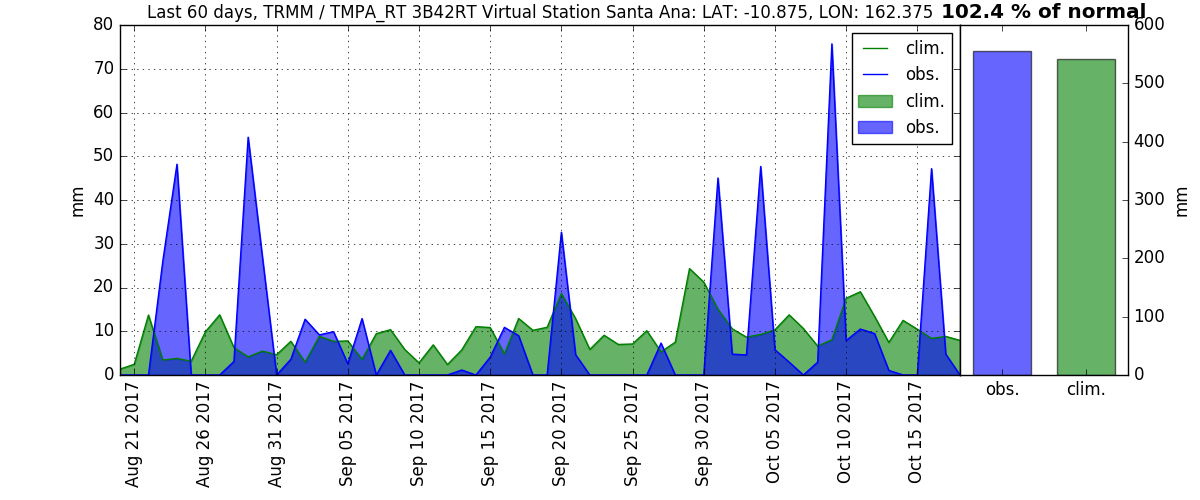 Last 60 days, TRMM / TMPA_RT 3B42RT Virtual Station Santa Ana: LAT: -10.875, LON: 162.375 102.4 % of normal
80
70
60
50
40
30
20
10
0
mm
clim.
obs.
clim.
obs.
600
500
400
300
200
100
0
mm
obs.
clim.
Aug 21 2017
Aug 26 2017
Aug 31 2017
Sep 05 2017
Sep 10 2017
Sep 15 2017
Sep 20 2017
Sep 25 2017
Sep 30 2017
Oct 05 2017
Oct 10 2017
Oct 15 2017